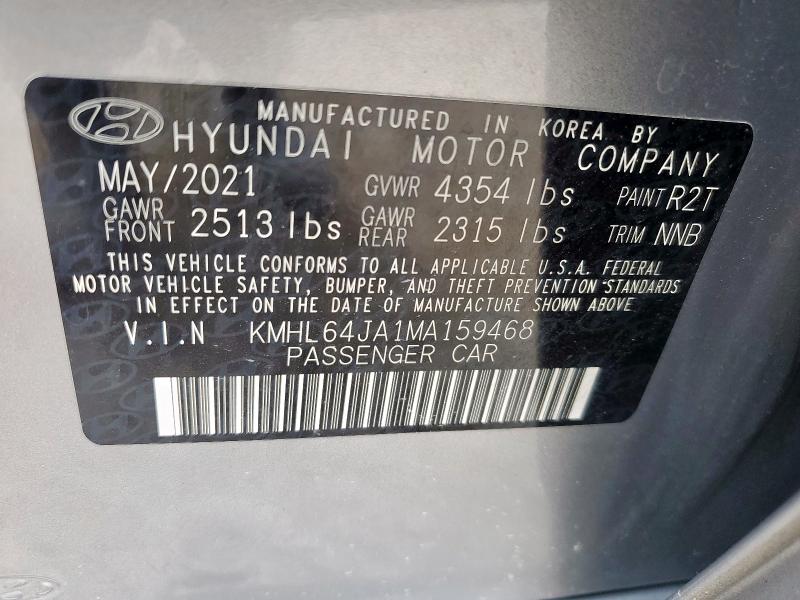 MANUFACTURED IN KOREA BY
HYUNDAI MOTOR COMPANY
MAY/2021 GVWR 4354 lbs PAINT R2T
GAWR FRONT 2513 lbs GAWR REAR 2315 lbs TRIM NNB
THIS VEHICLE CONFORMS TO ALL APPLICABLE U.S.A. FEDERAL
MOTOR VEHICLE SAFETY, BUMPER, AND THEFT PREVENTION STANDARDS
IN EFFECT ON THE DATE OF MANUFACTURE SHOWN ABOVE.
V.I.N KMHL64JA1MA159468
PASSENGER CAR